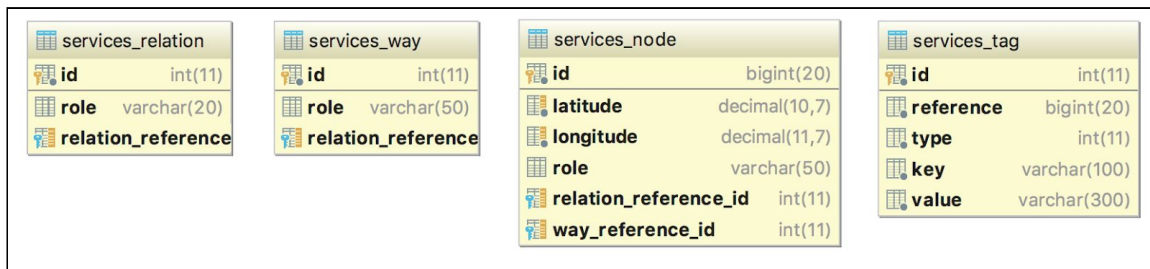 services_relation
id int(11)
role varchar(20)
relation_reference
services_way
id int(11)
role varchar(50)
relation_reference
services_node
id bigint(20)
latitude decimal(10,7)
longitude decimal(11,7)
role varchar(50)
relation_reference_id int(11)
way_reference_id int(11)
services_tag
id int(11)
reference bigint(20)
type int(11)
key varchar(100)
value varchar(300)